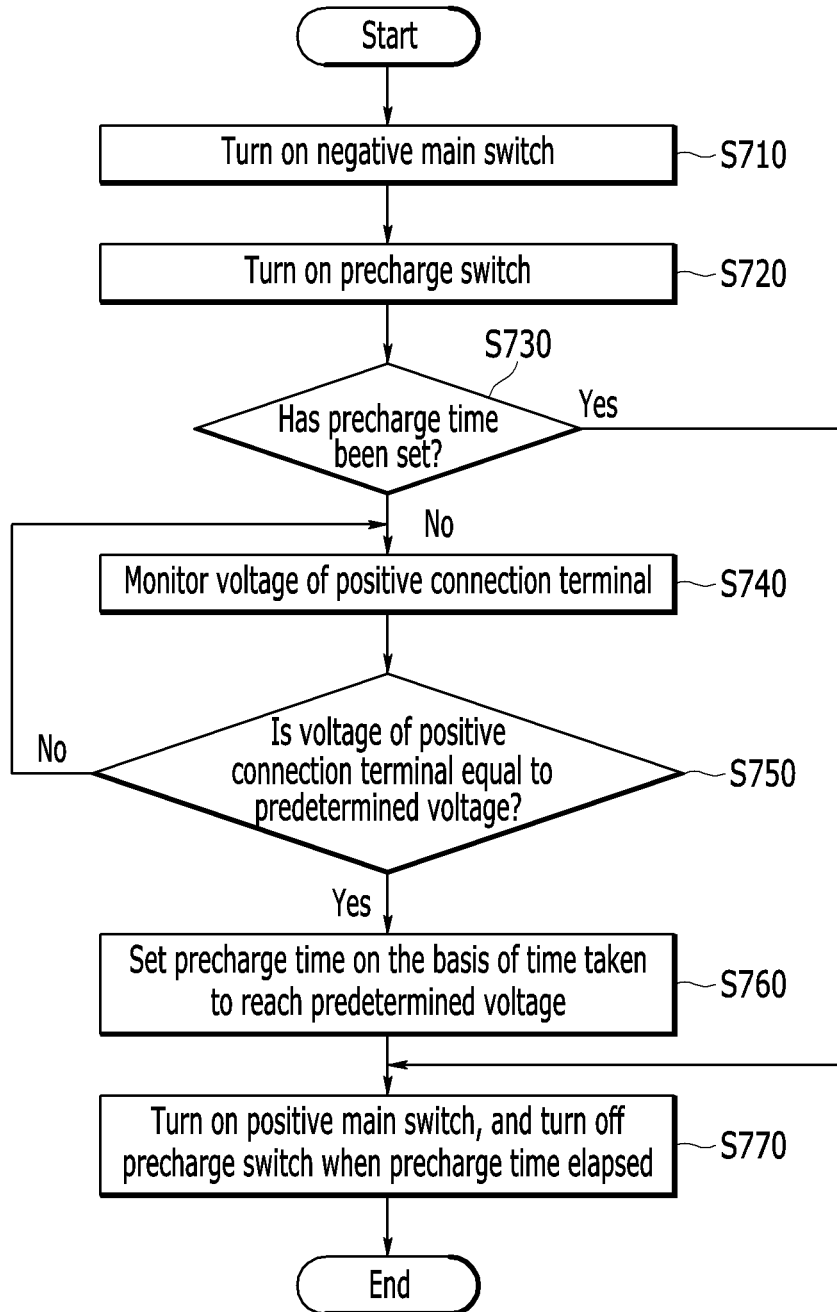 Start
Turn on negative main switch
S710
Turn on precharge switch
S720
S730
Has precharge time
been set?
Yes
No
Monitor voltage of positive connection terminal
S740
Is voltage of positive
connection terminal equal to
predetermined voltage?
No
S750
Yes
Set precharge time on the basis of time taken
to reach predetermined voltage
S760
Turn on positive main switch, and turn off
precharge switch when precharge time elapsed
S770
End